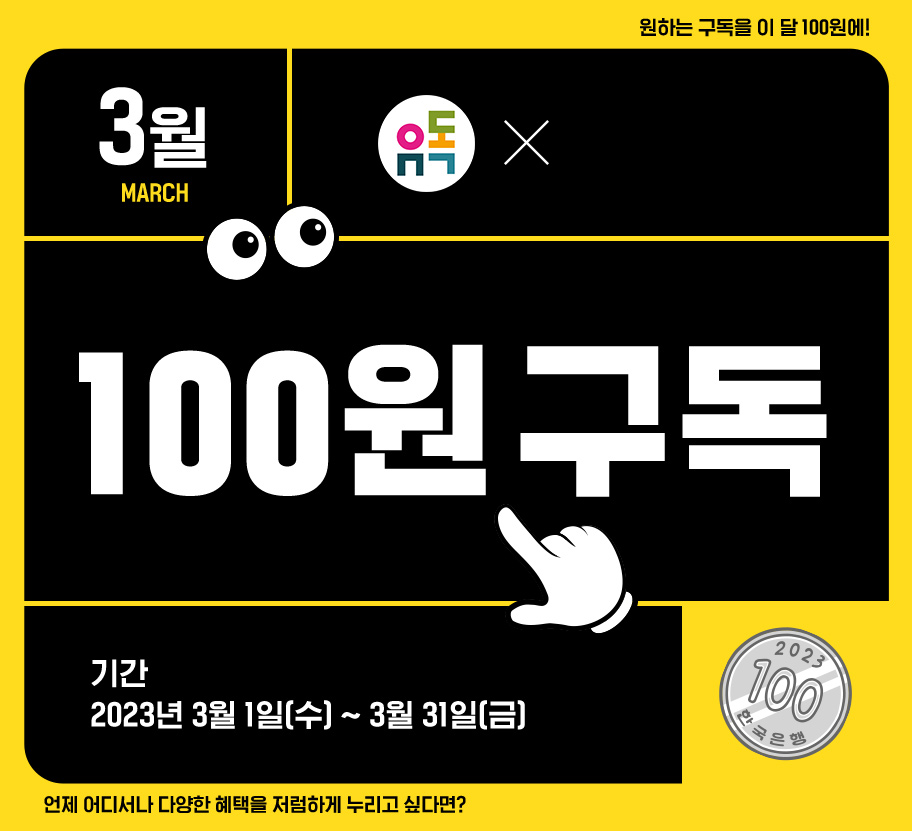 원하는 구독을 이 달 100원에!
3월
MARCH
유독
100원 구독
기간
2023년 3월 1일(수) ~ 3월 31일(금)
2023
100
한국은행
언제 어디서나 다양한 혜택을 저렴하게 누리고 싶다면?